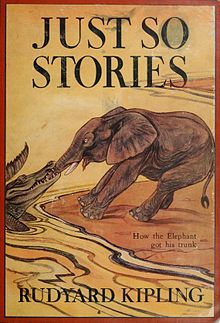 JUST SO
STORIES
How the Elephant
got his trunk
RUDYARD KIPLING